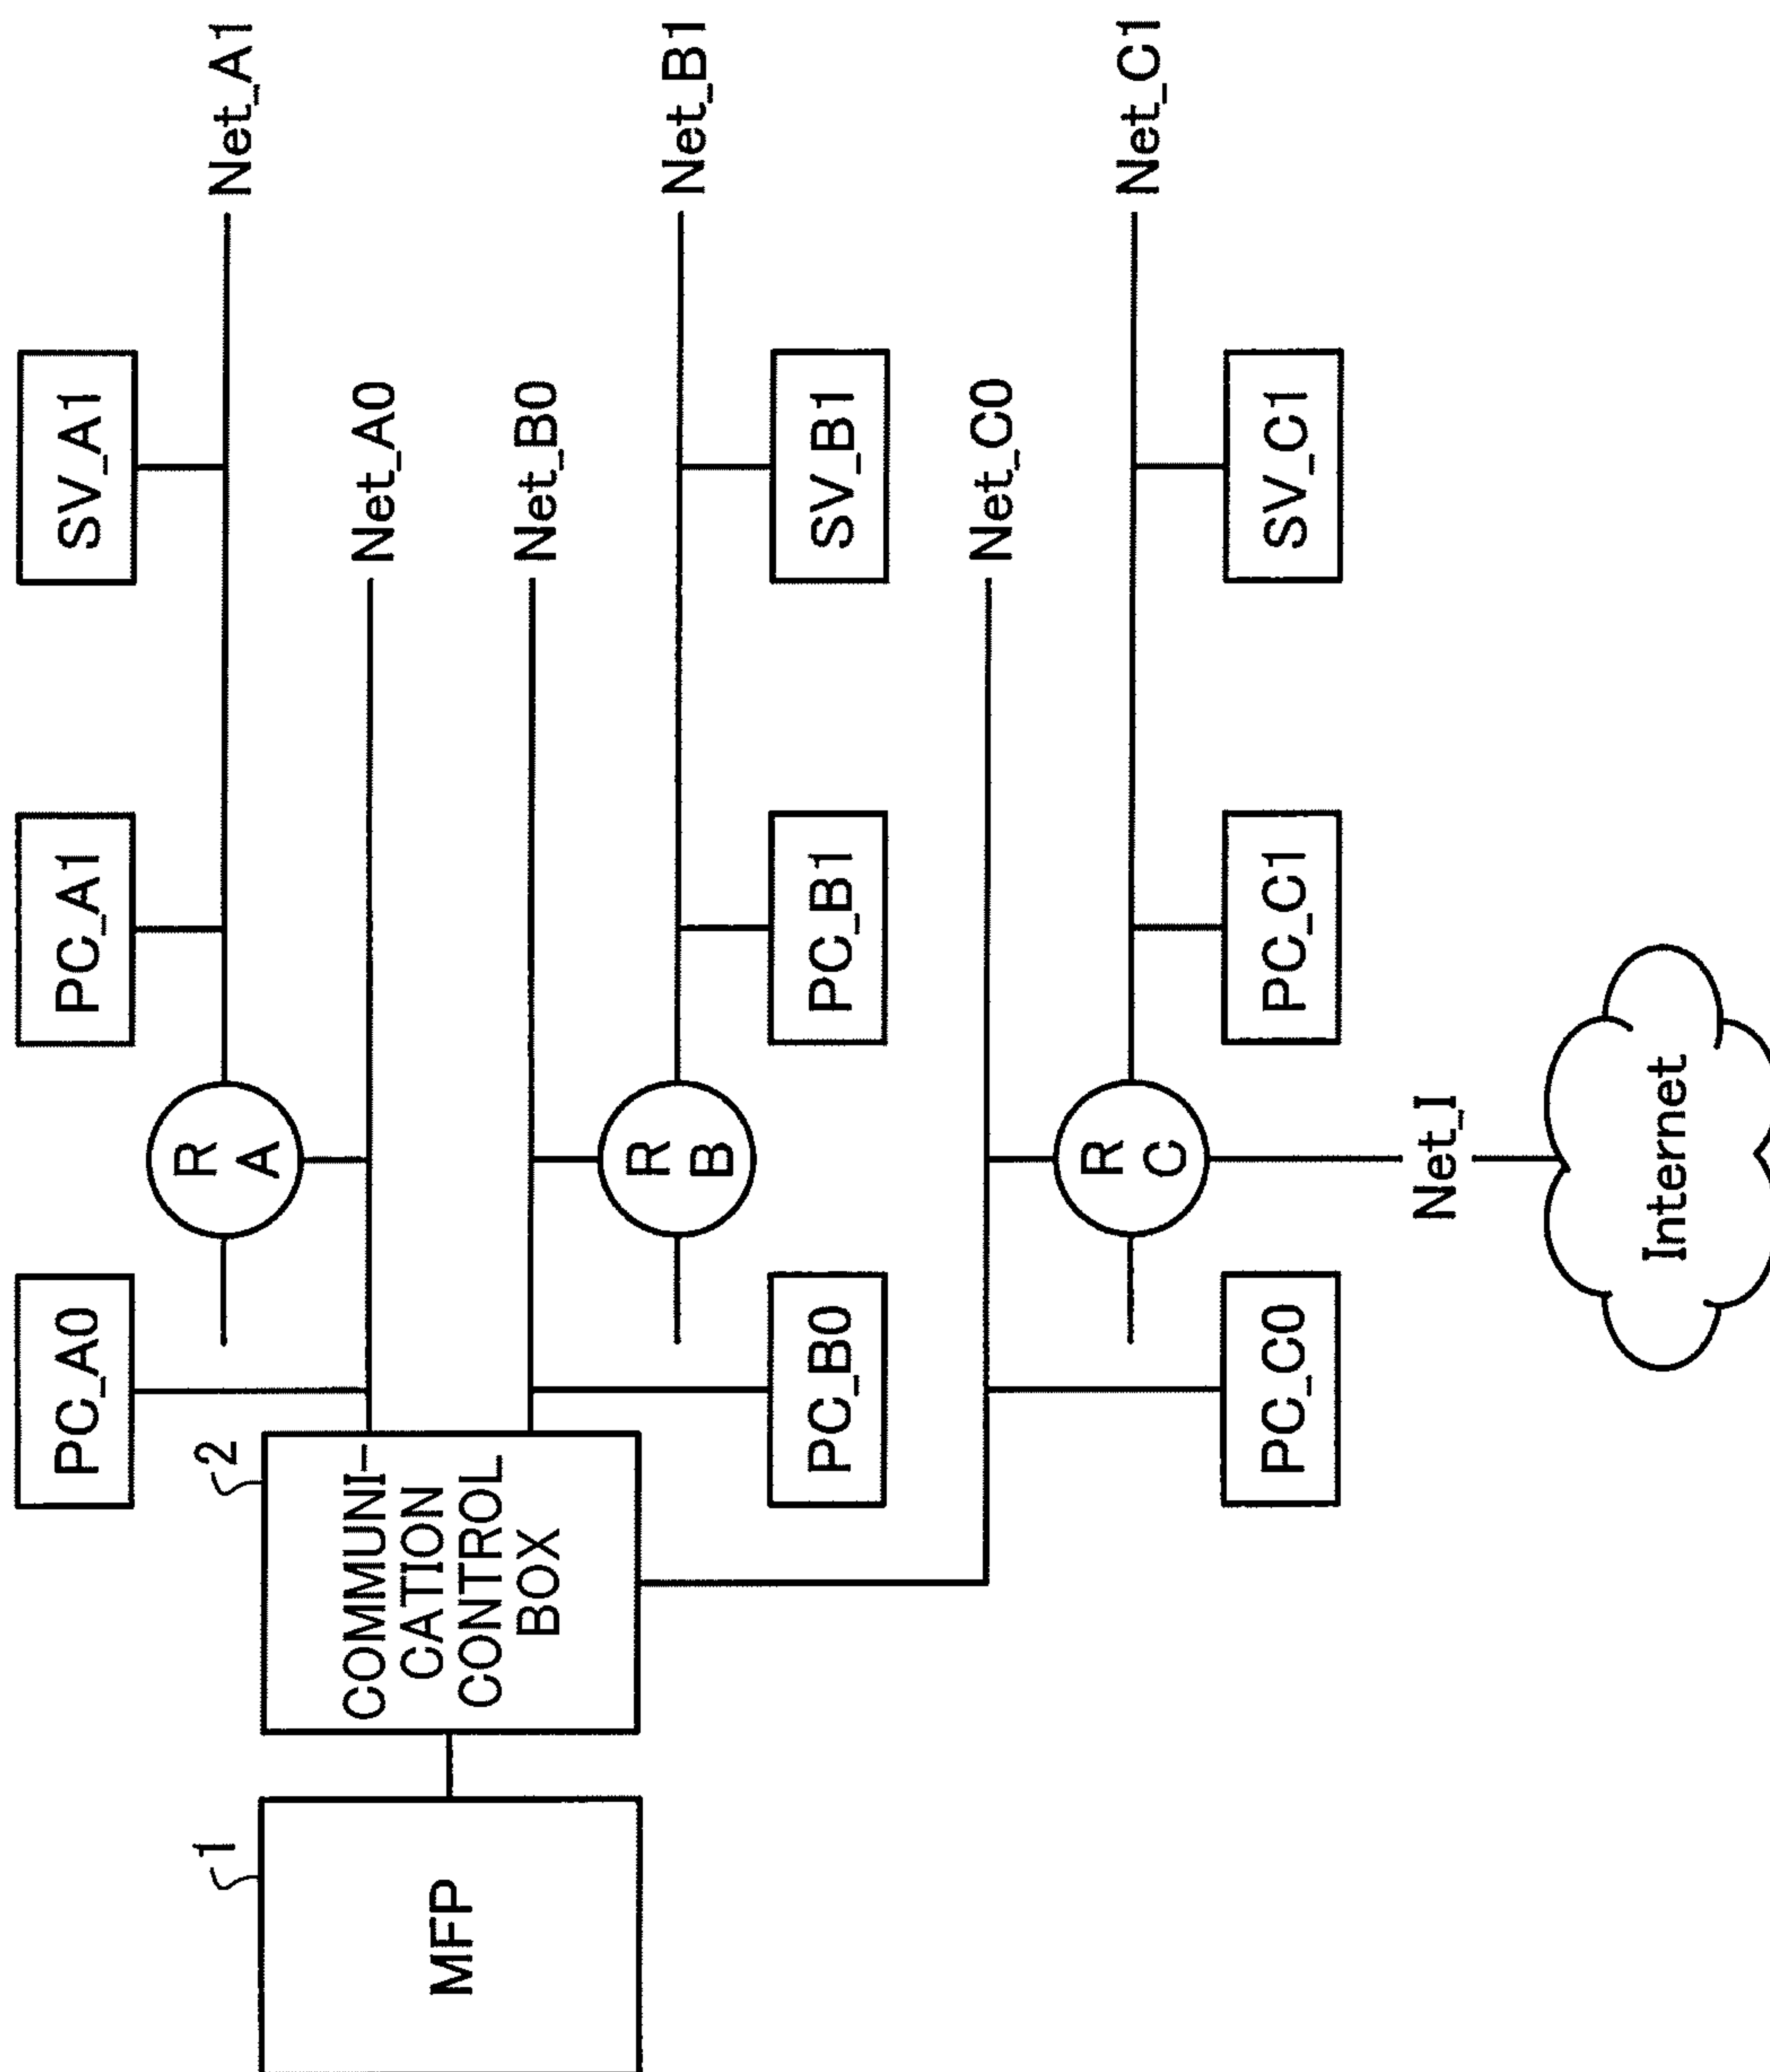 SV_A1
Net_A1
PC_A1
PC_A0
R
A
Net_A0
2
COMMUNI-
CATION
CONTROL
BOX
1
MFP
Net_B0
R
B
Net_B1
PC_B0
PC_B1
SV_B1
Net_C0
R
C
Net_C1
PC_C0
PC_C1
SV_C1
Net_I
Internet